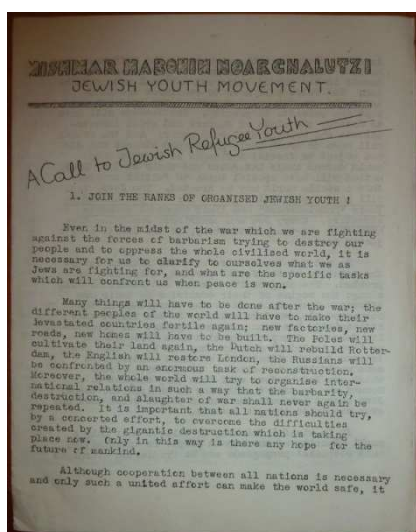 MISHMAR HABONIM NOARCHALUTZI
JEWISH YOUTH MOVEMENT.
A Call to Jewish Refugee Youth
1. JOIN THE RANKS OF ORGANISED JEWISH YOUTH !
Even in the midst of the war which we are fighting
against the forces of barbarism trying to destroy our
people and to oppress the whole civilised world, it is
necessary for us to clarify to ourselves what we as
Jews are fighting for, and what are the specific tasks
which will confront us when peace is won.
Many things will have to be done after the war; the
different peoples of the world will have to make their
devastated countries fertile again; new factories, new
roads, new homes will have to be built. The Poles will
cultivate their land again, the Dutch will rebuild Rotter-
dam, the English will restore London, the Russians will
be confronted by an enormous task of reconstruction.
Moreover, the whole world will try to organise inter-
national relations in such a way that the barbarity,
destruction, and slaughter of war shall never again be
repeated. It is important that all nations should try,
by a concerted effort, to overcome the difficulties
created by the gigantic destruction which is taking
place now. Only in this way is there any hope for the
future of mankind.
Although cooperation between all nations is necessary
and only such a united affort can make the world safe, it